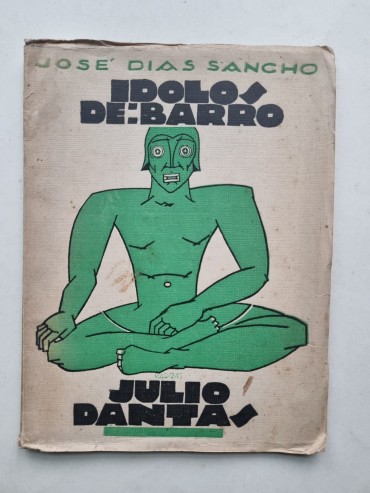 JOSÉ DIAS SANCHO
IDOLOS
DE:BARRO
JULIO
DANTAS